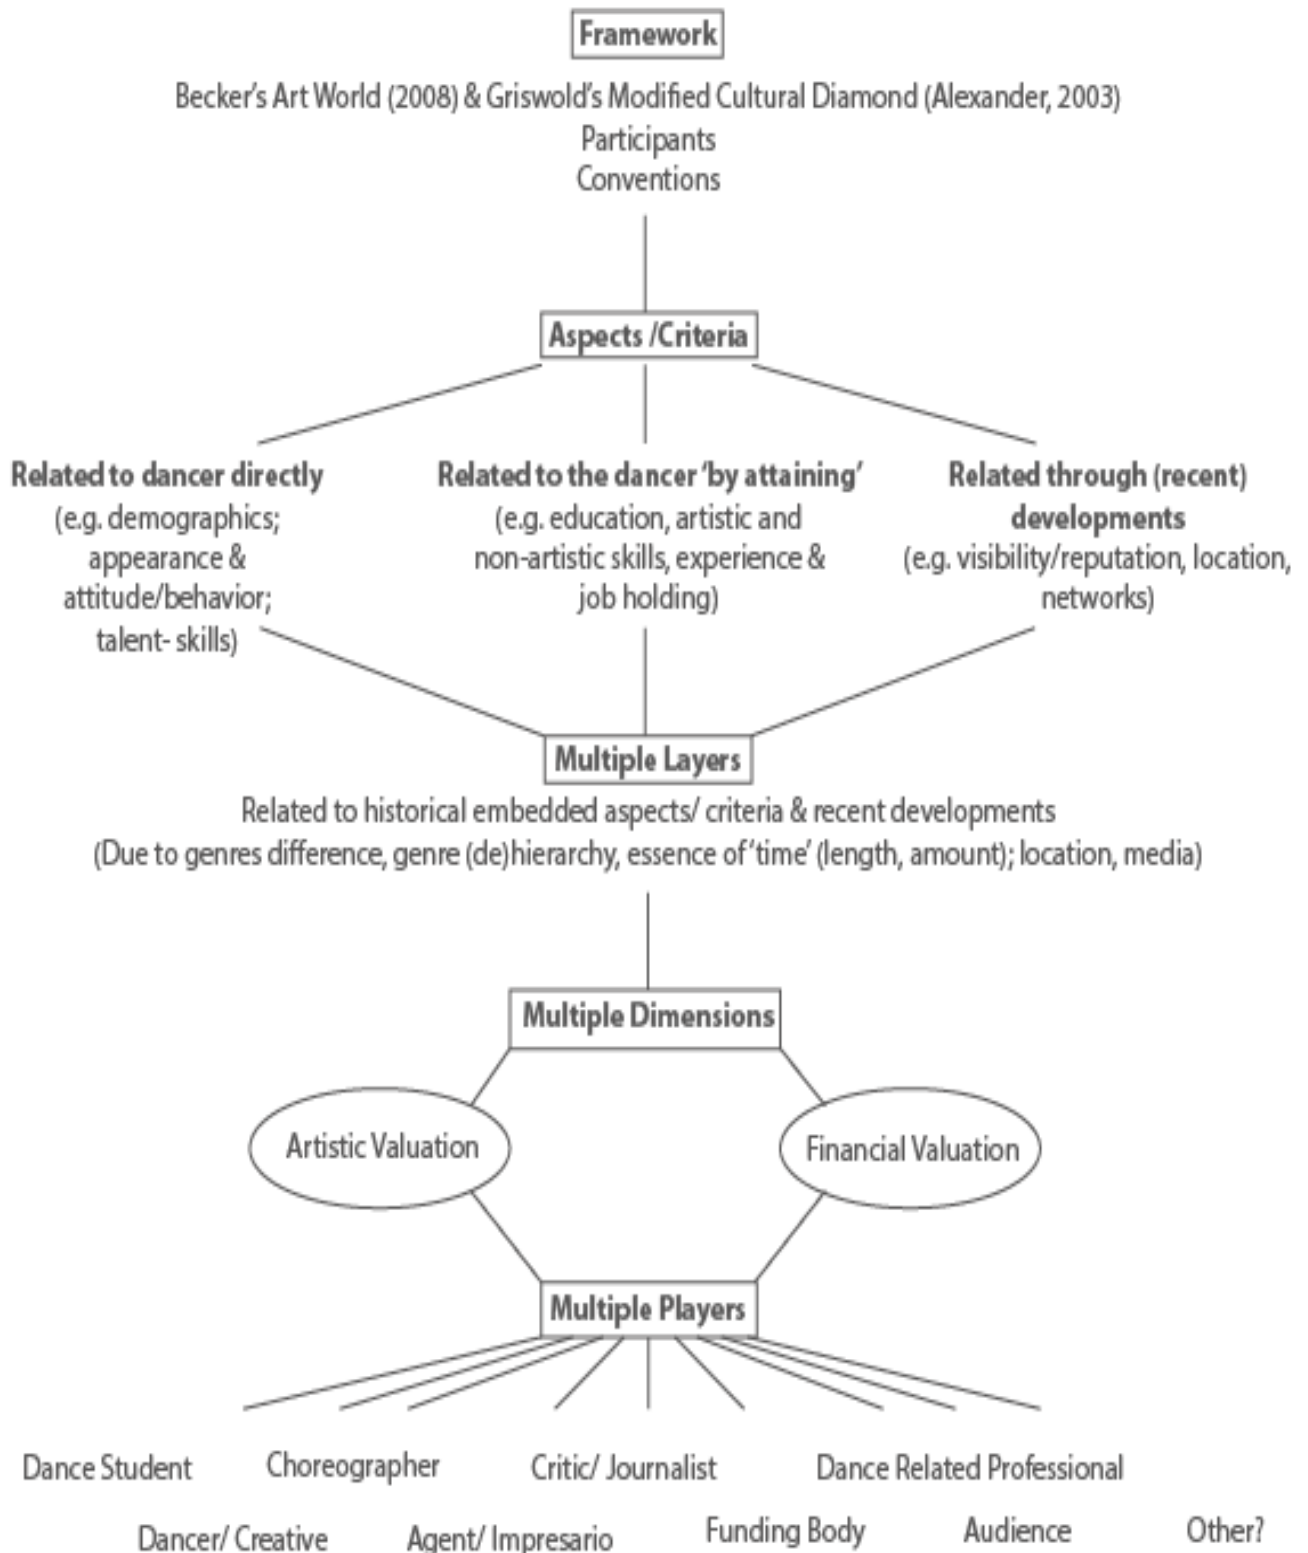 Framework
Becker's Art World (2008) & Griswold's Modified Cultural Diamond (Alexander, 2003)
Participants
Conventions
Aspects /Criteria
Related to dancer directly
(e.g. demographics;
appearance &
attitude/behavior;
talent- skills)
Related to the dancer ‘by attaining’
(e.g. education, artistic and
non-artistic skills, experience &
job holding)
Related through (recent)
developments
(e.g. visibility/reputation, location,
networks)
Multiple Layers
Related to historical embedded aspects/ criteria & recent developments
(Due to genres difference, genre (de)hierarchy, essence of ‘time’ (length, amount); location, media)
Multiple Dimensions
Artistic Valuation
Financial Valuation
Multiple Players
Dance Student
Choreographer
Critic/ Journalist
Dance Related Professional
Dancer/ Creative
Agent/ Impresario
Funding Body
Audience
Other?